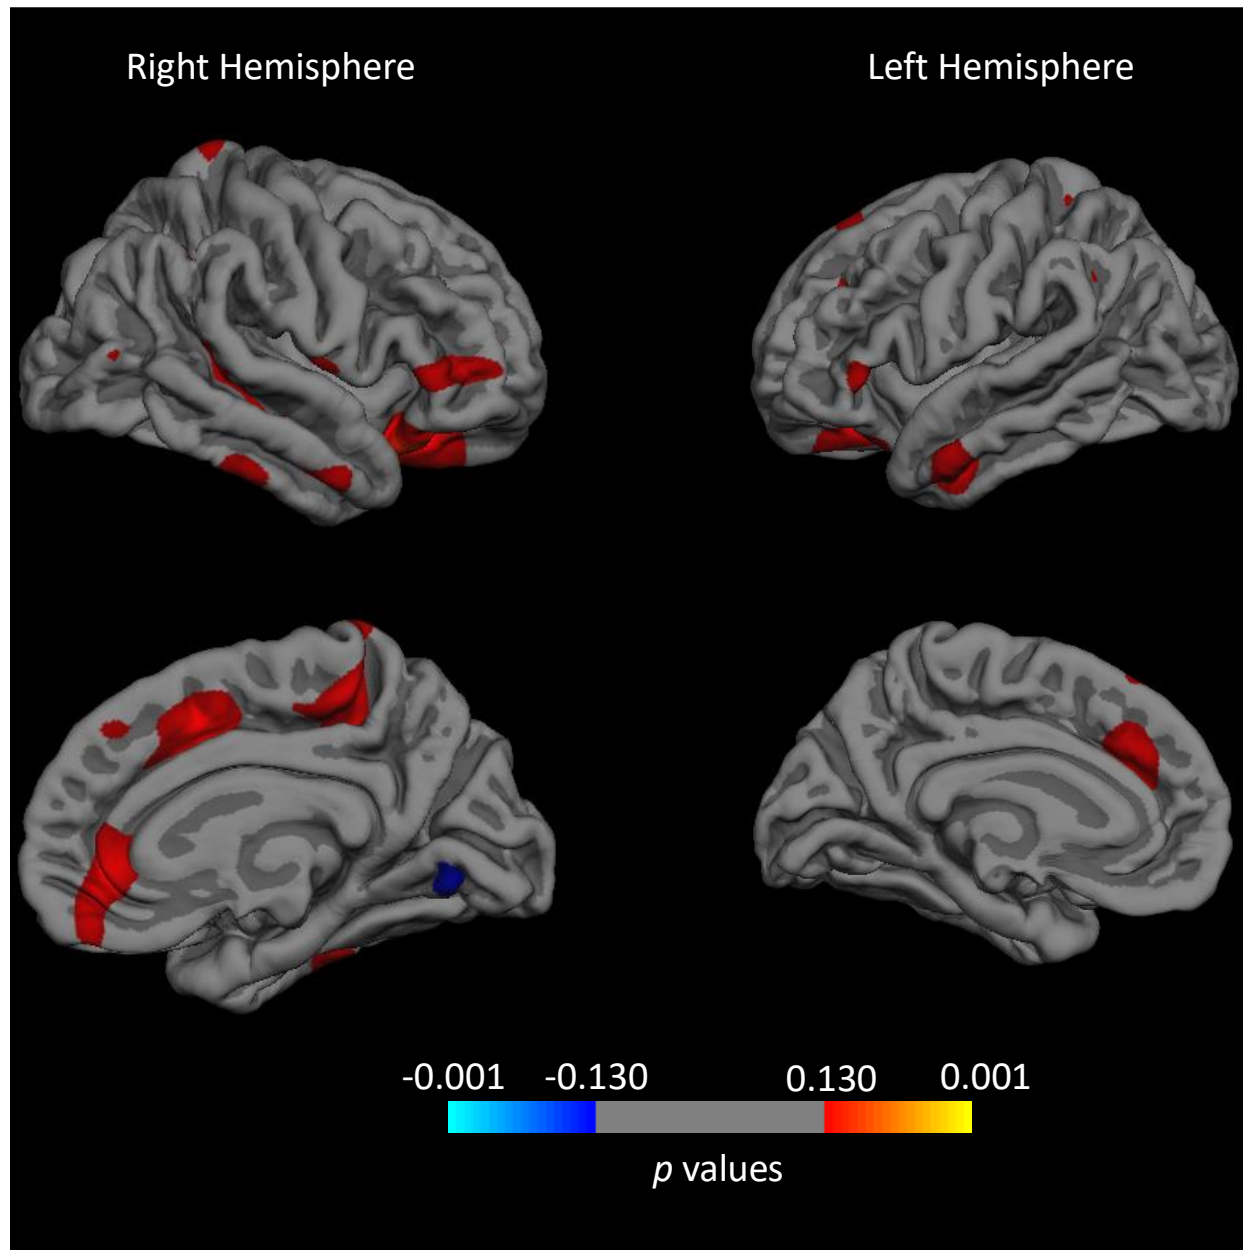 Right Hemisphere
Left Hemisphere
-0.001
-0.130
0.130
0.001
p values